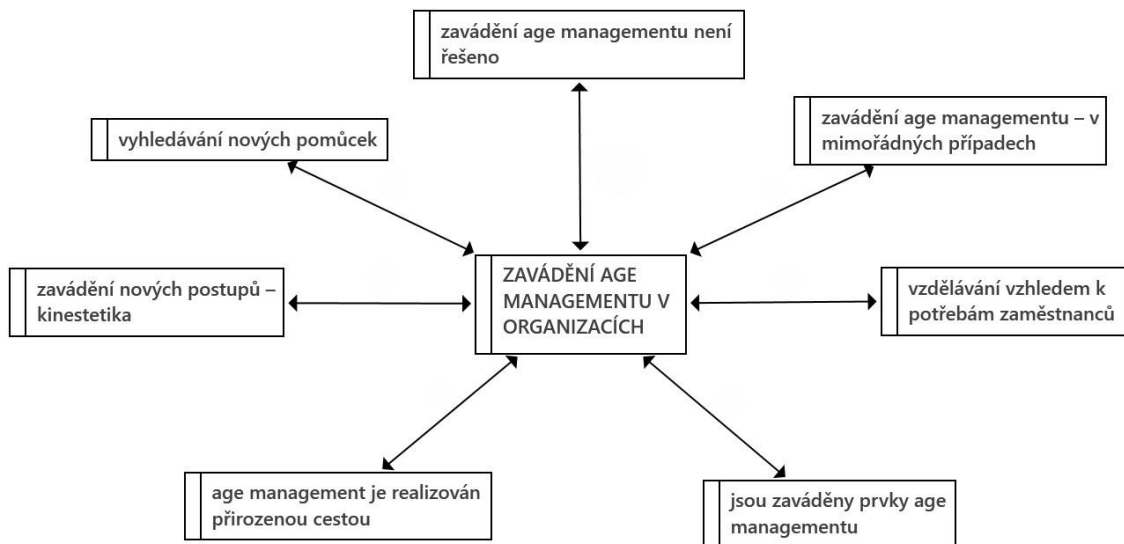 zavádění age managementu není
řešeno
zavádění age managementu – v
mimořádných případech
vyhledávání nových pomůcek
zavádění nových postupů –
kinestetika
ZAVÁDĚNÍ AGE
MANAGEMENTU V
ORGANIZACÍCH
vzdělávání vzhledem k
potřebám zaměstnanců
age management je realizován
přirozenou cestou
jsou zaváděny prvky age
managementu